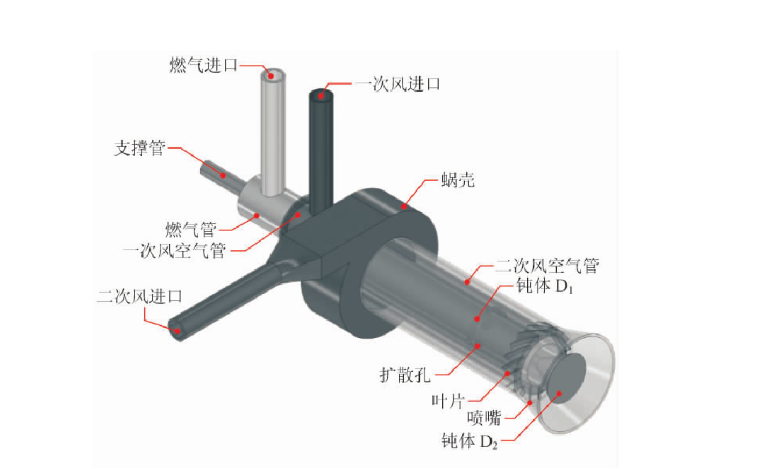 燃气进口
一次风进口
支撑管
蜗壳
燃气管
一次风空气管
二次风空气管
钝体 D₁
二次风进口
扩散孔
叶片
喷嘴
钝体 D₂